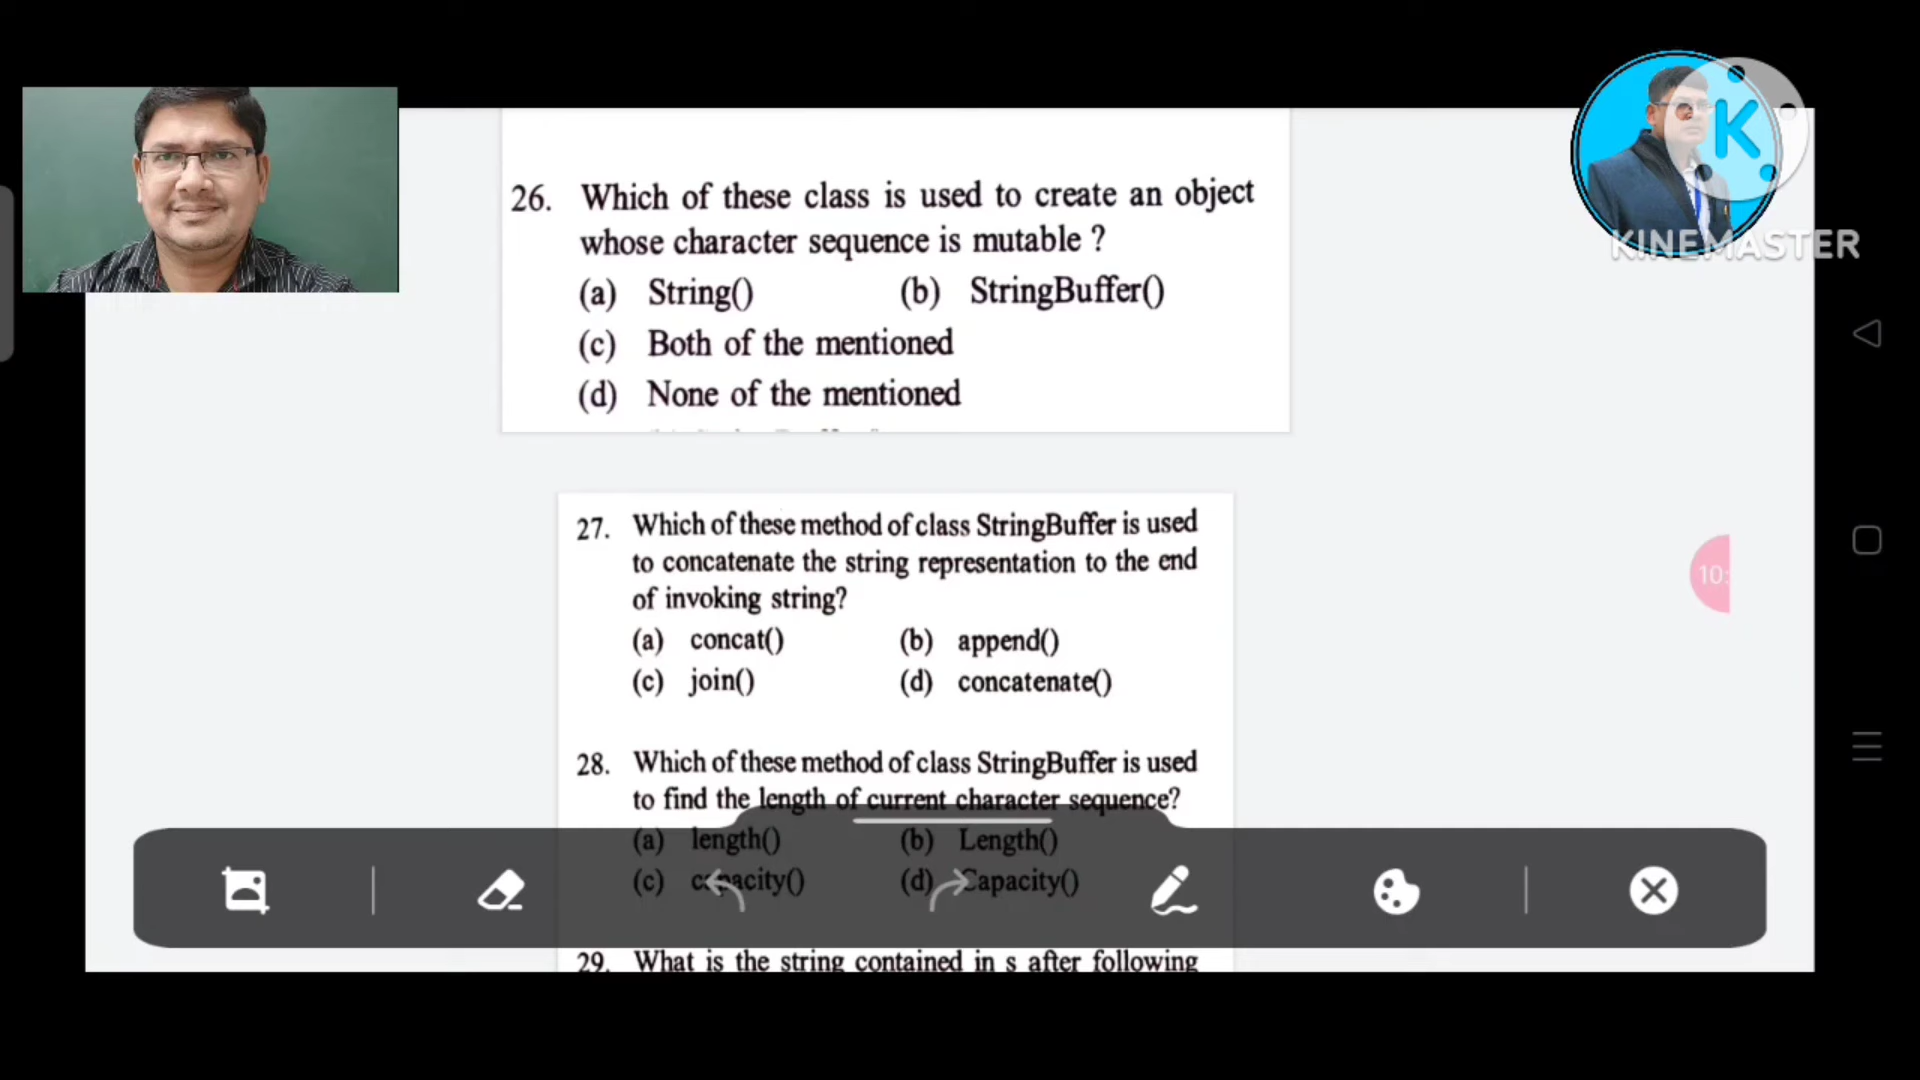 26. Which of these class is used to create an object
whose character sequence is mutable ?
(a) String() (b) StringBuffer()
(c) Both of the mentioned
(d) None of the mentioned
K
KINEMASTER
27. Which of these method of class StringBuffer is used
to concatenate the string representation to the end
of invoking string?
(a) concat() (b) append()
(c) join() (d) concatenate()
10:
28. Which of these method of class StringBuffer is used
to find the length of current character sequence?
(a) length() (b) Length()
(c) capacity() (d) Capacity()
29. What is the string contained in s after following